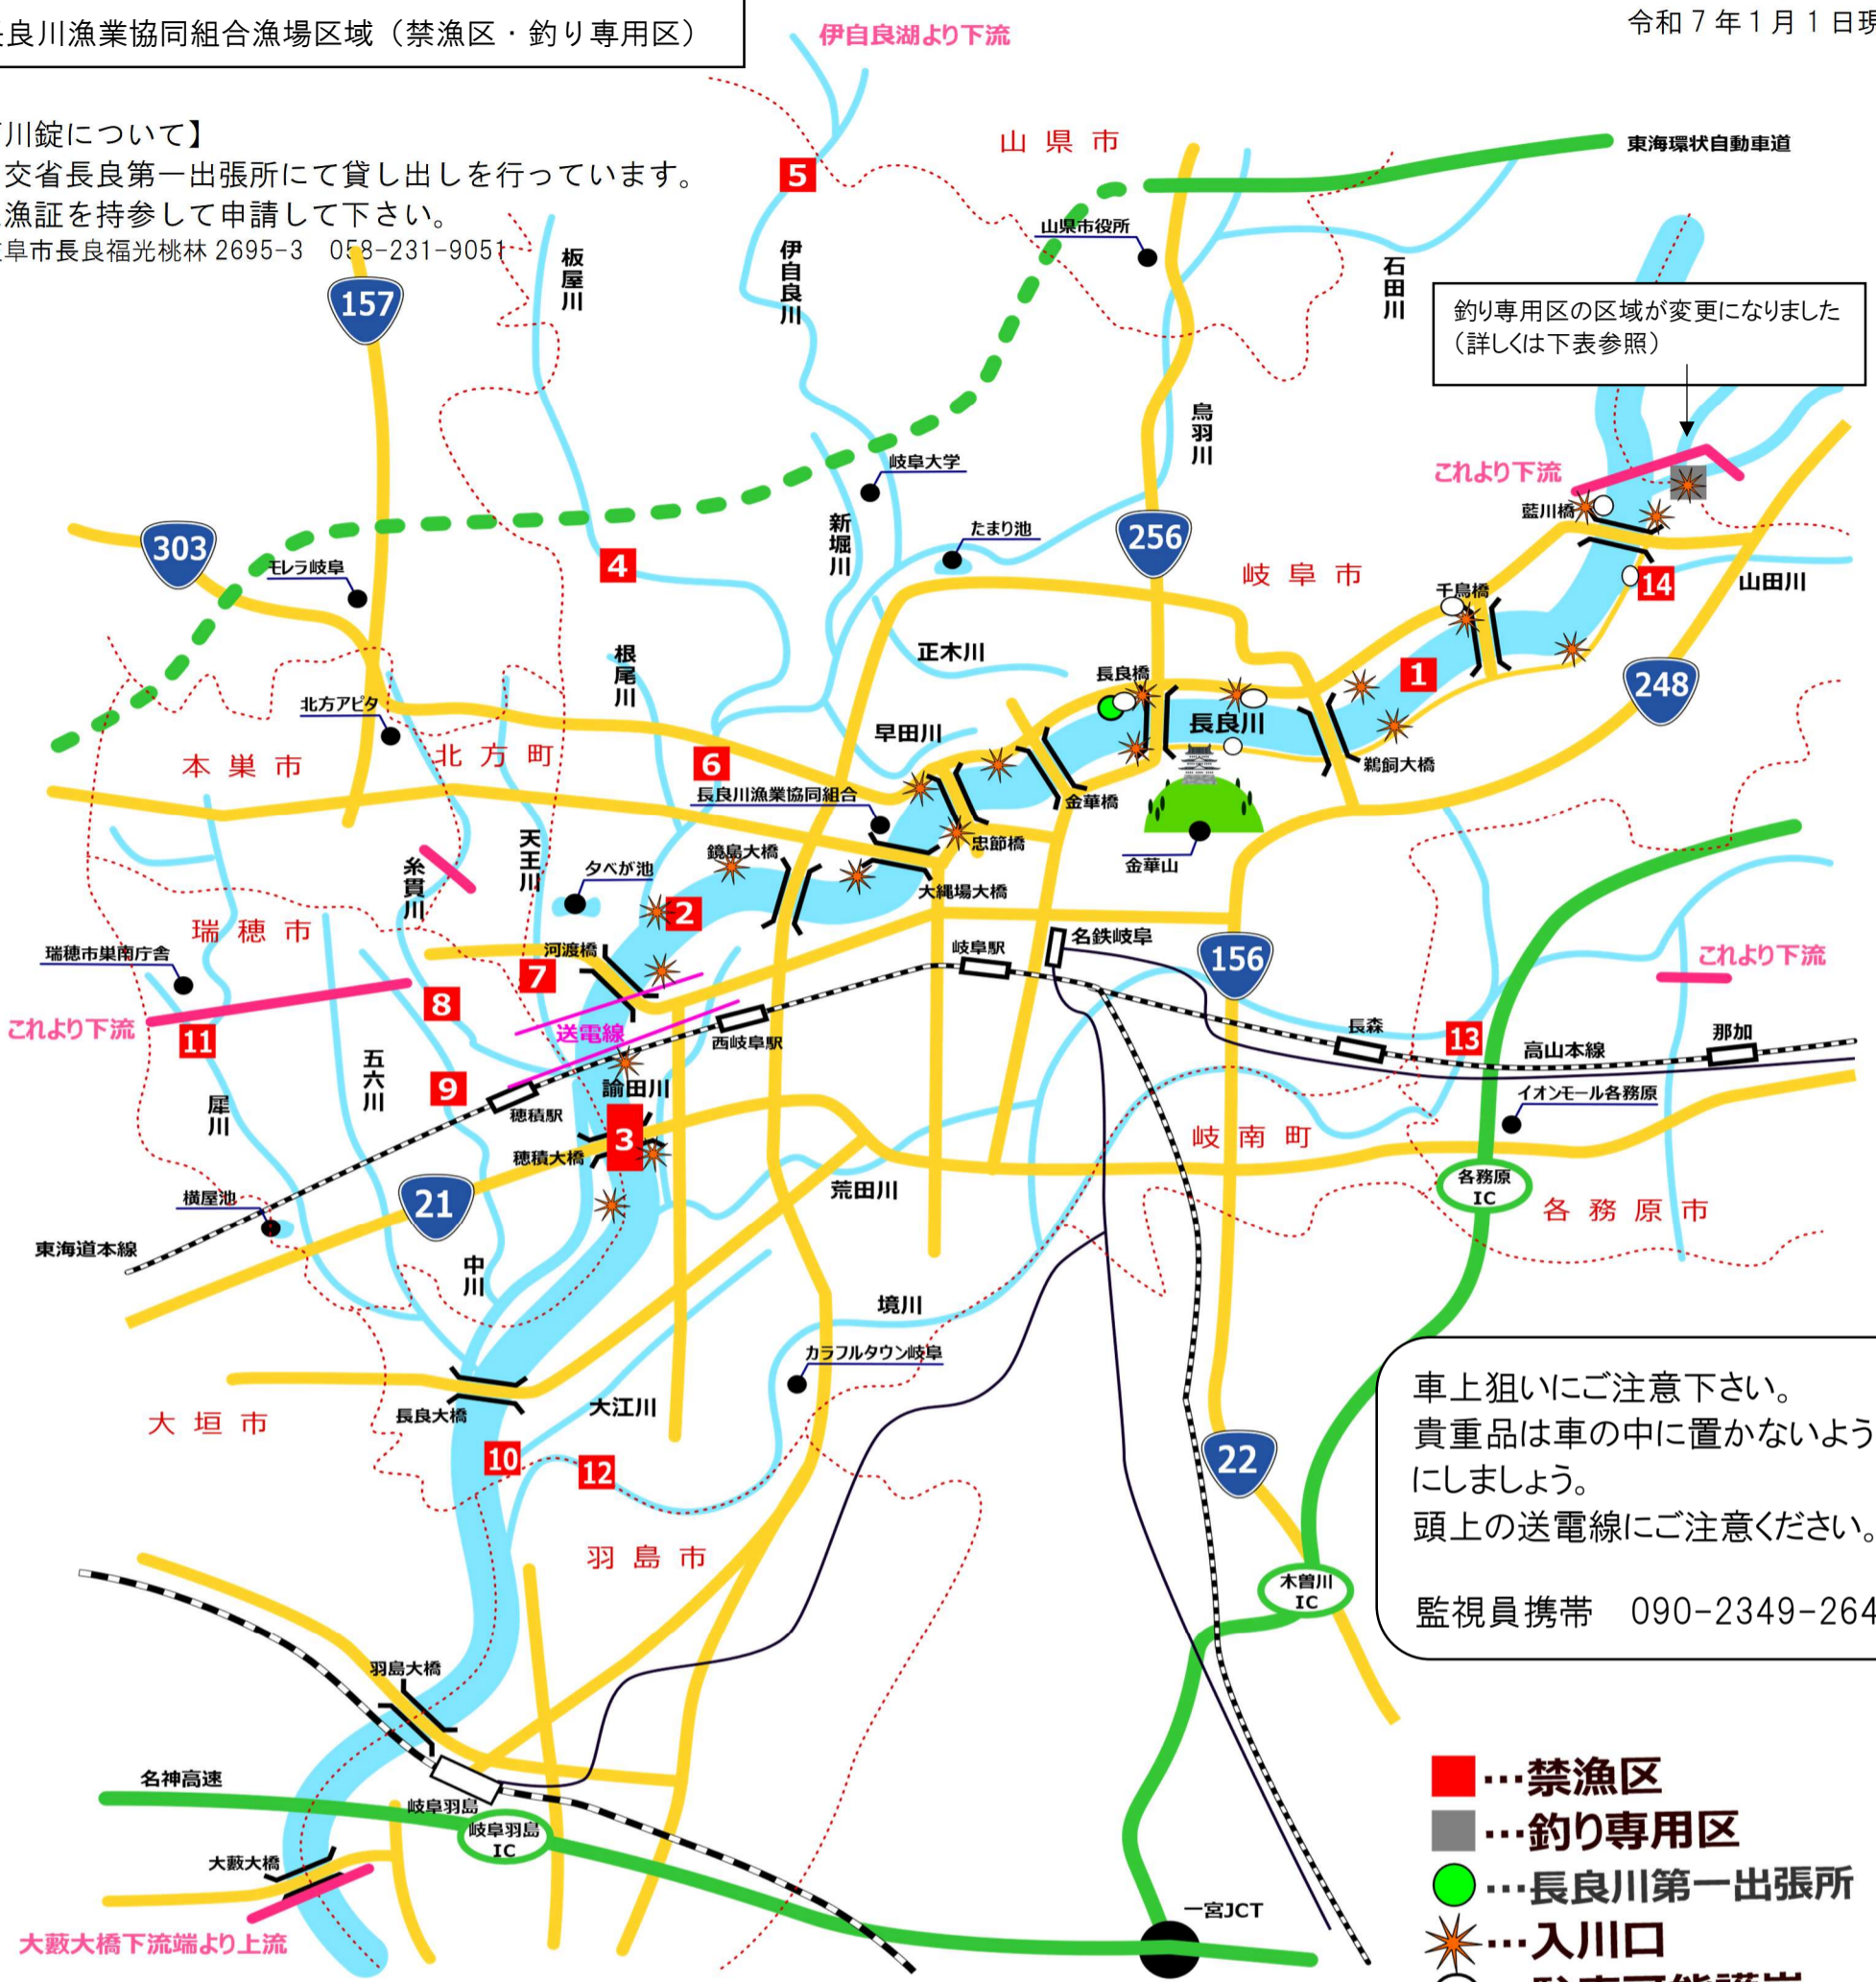 良川漁業協同組合漁場区域（禁漁区・釣り専用区）
令和７年１月１日現
川錠について】
交省長良第一出張所にて貸し出しを行っています。
漁証を持参して申請して下さい。
阜市長良福光桃林 2695-3　058-231-9051
伊自良湖より下流
山県市
東海環状自動車道
5
山県市役所
板屋川
伊自良川
石田川
157
釣り専用区の区域が変更になりました
（詳しくは下表参照）
鳥羽川
岐阜大学
これより下流
藍川橋
新堀川
たまり池
256
303
モレラ岐阜
4
岐阜市
千鳥橋
14
山田川
根尾川
正木川
長良橋
1
248
北方アピタ
長良川
早田川
本巣市
北方町
6
鵜飼大橋
長良川漁業協同組合
金華橋
忠節橋
金華山
鏡島大橋
天王川
夕べが池
糸貫川
大縄場大橋
2
瑞穂市
河渡橋
名鉄岐阜
岐阜駅
156
これより下流
瑞穂市巣南庁舎
7
8
これより下流
11
送電線
西岐阜駅
長森
13
高山本線
那加
五六川
9
諭田川
穂積駅
イオンモール各務原
犀川
3
穂積大橋
岐南町
横屋池
21
荒田川
各務原
IC
各務原市
東海道本線
中川
境川
カラフルタウン岐阜
大垣市
長良大橋
大江川
10
12
22
車上狙いにご注意下さい。
貴重品は車の中に置かないよう
にしましょう。
頭上の送電線にご注意ください。
監視員携帯　090-2349-264
羽島市
木曽川
IC
羽島大橋
名神高速
岐阜羽島
岐阜羽島
IC
大藪大橋
大藪大橋下流端より上流
一宮JCT
…禁漁区
…釣り専用区
…長良川第一出張所
…入川口